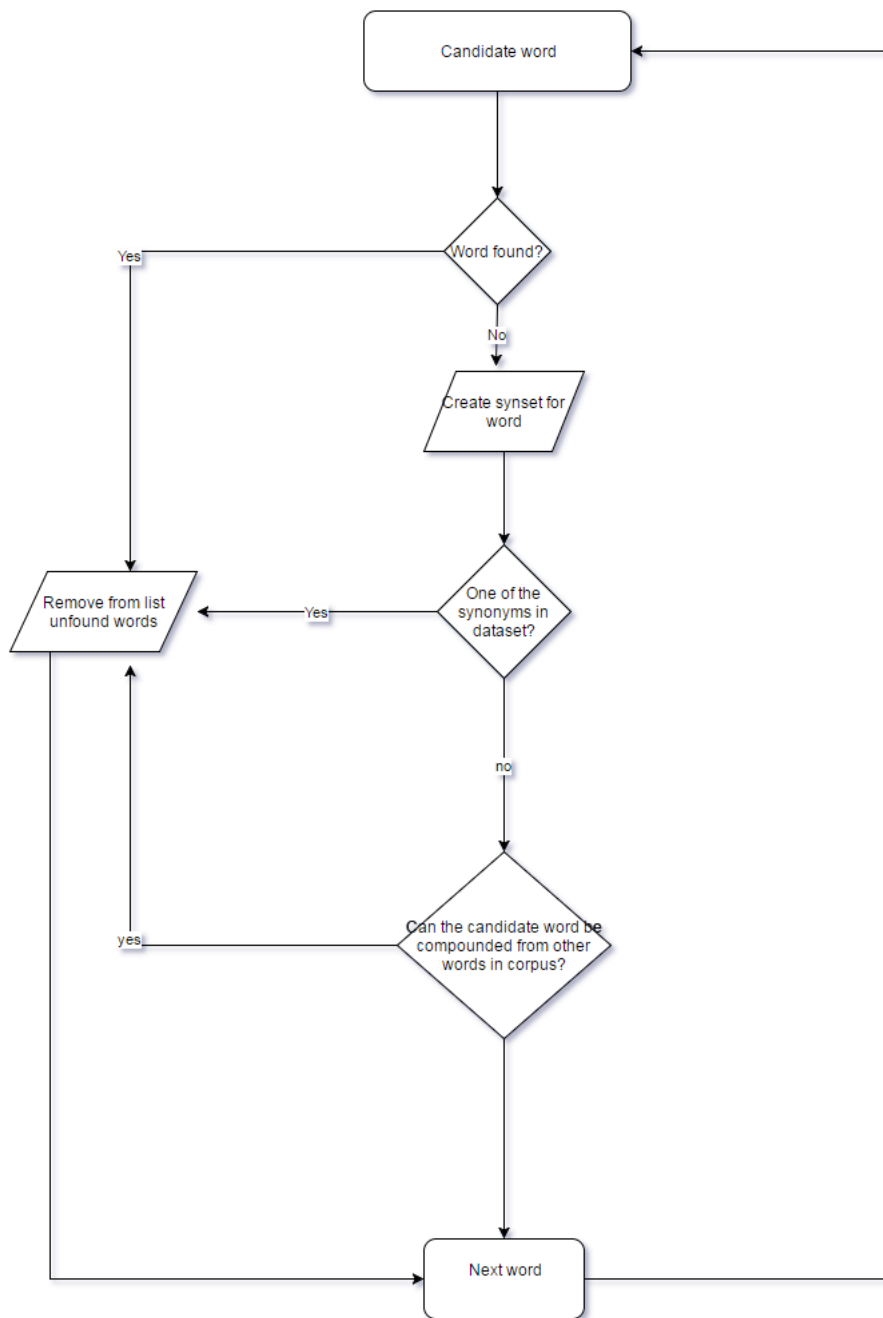 Candidate word
Word found?
Yes
No
Create synset for
word
One of the
synonyms in
dataset?
Yes
Remove from list
unfound words
no
Can the candidate word be
compounded from other
words in corpus?
yes
Next word